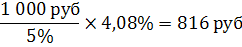 1 000 руб
5% × 4,08% = 816 руб